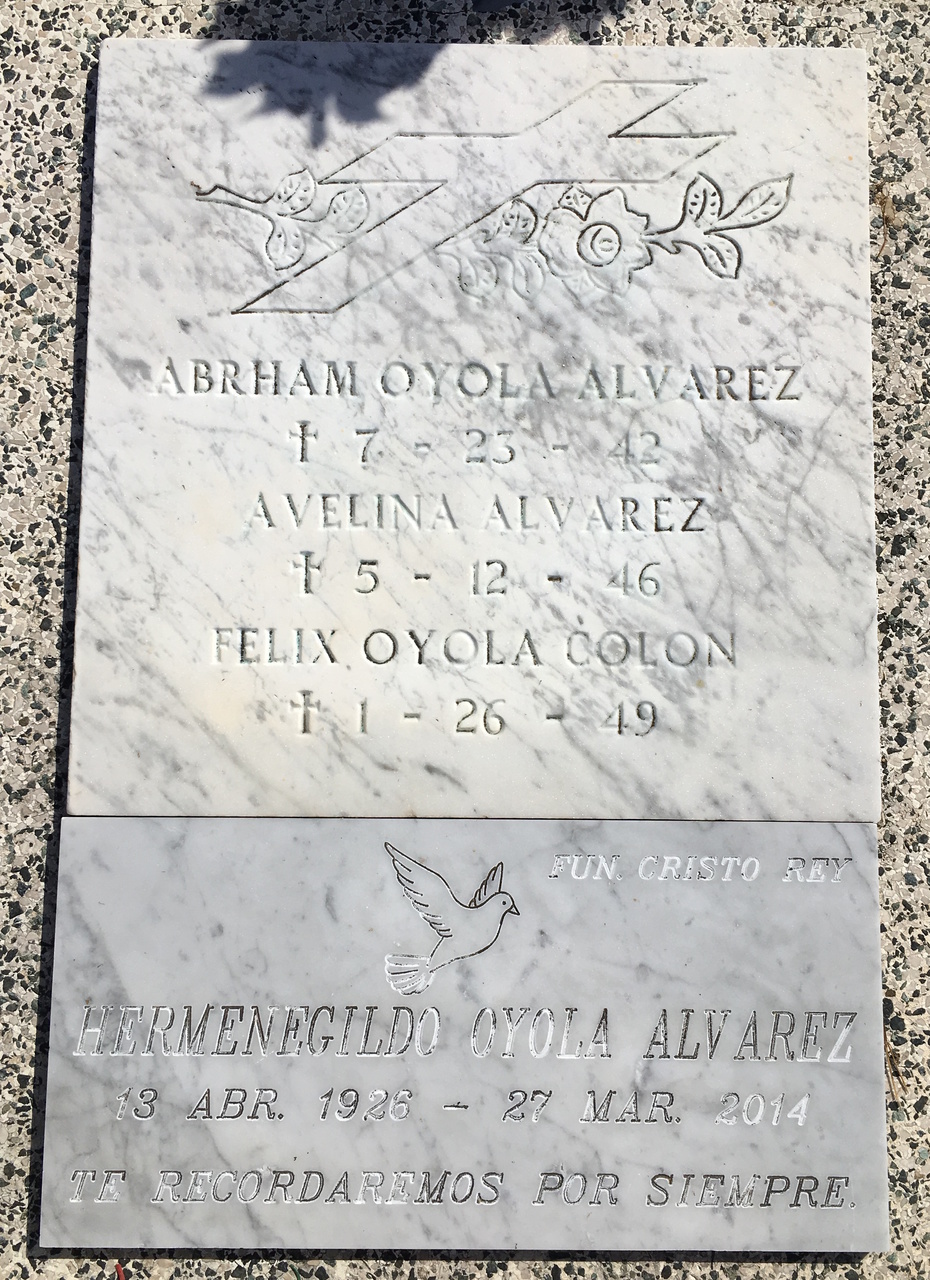 ABRHAM OYOLA ALVAREZ
† 7 - 23 - 42
AVELINA ALVAREZ
† 5 - 12 - 46
FELIX OYOLA COLON
† 1 - 26 - 49
FUN. CRISTO REY
HERMENEGILDO OYOLA ALVAREZ
13 ABR. 1926 - 27 MAR. 2014
TE RECORDAREMOS POR SIEMPRE.